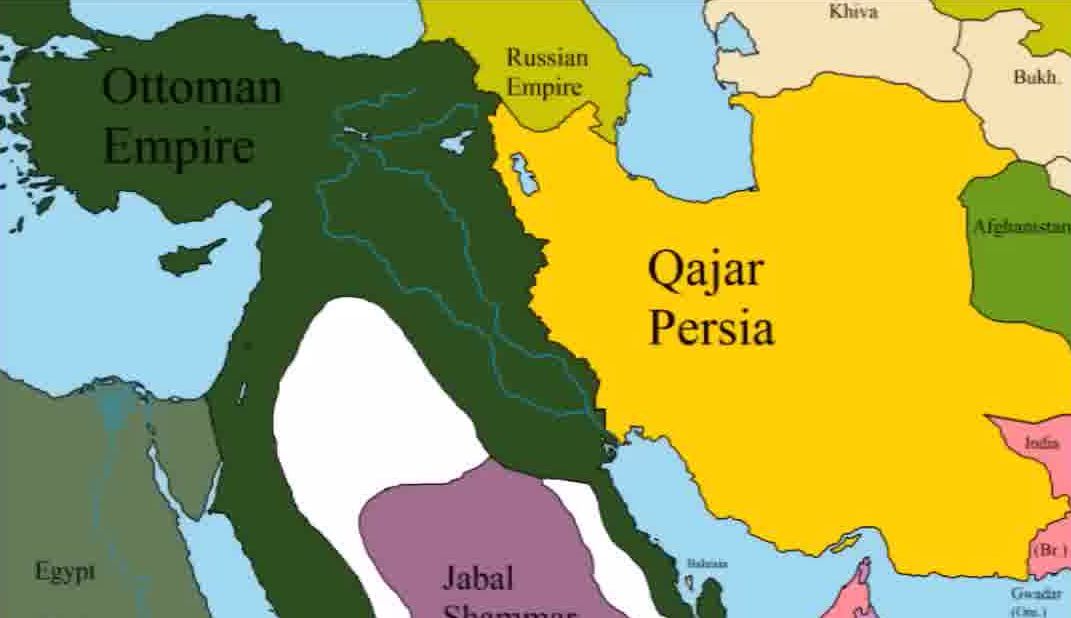 Khiva
Russian
Empire
Bukh.
Ottoman
Empire
Afghanistan
Qajar
Persia
India
(Br.)
Egypt
Jabal
Shammar
Bahrain
Gwadar
(Om.)